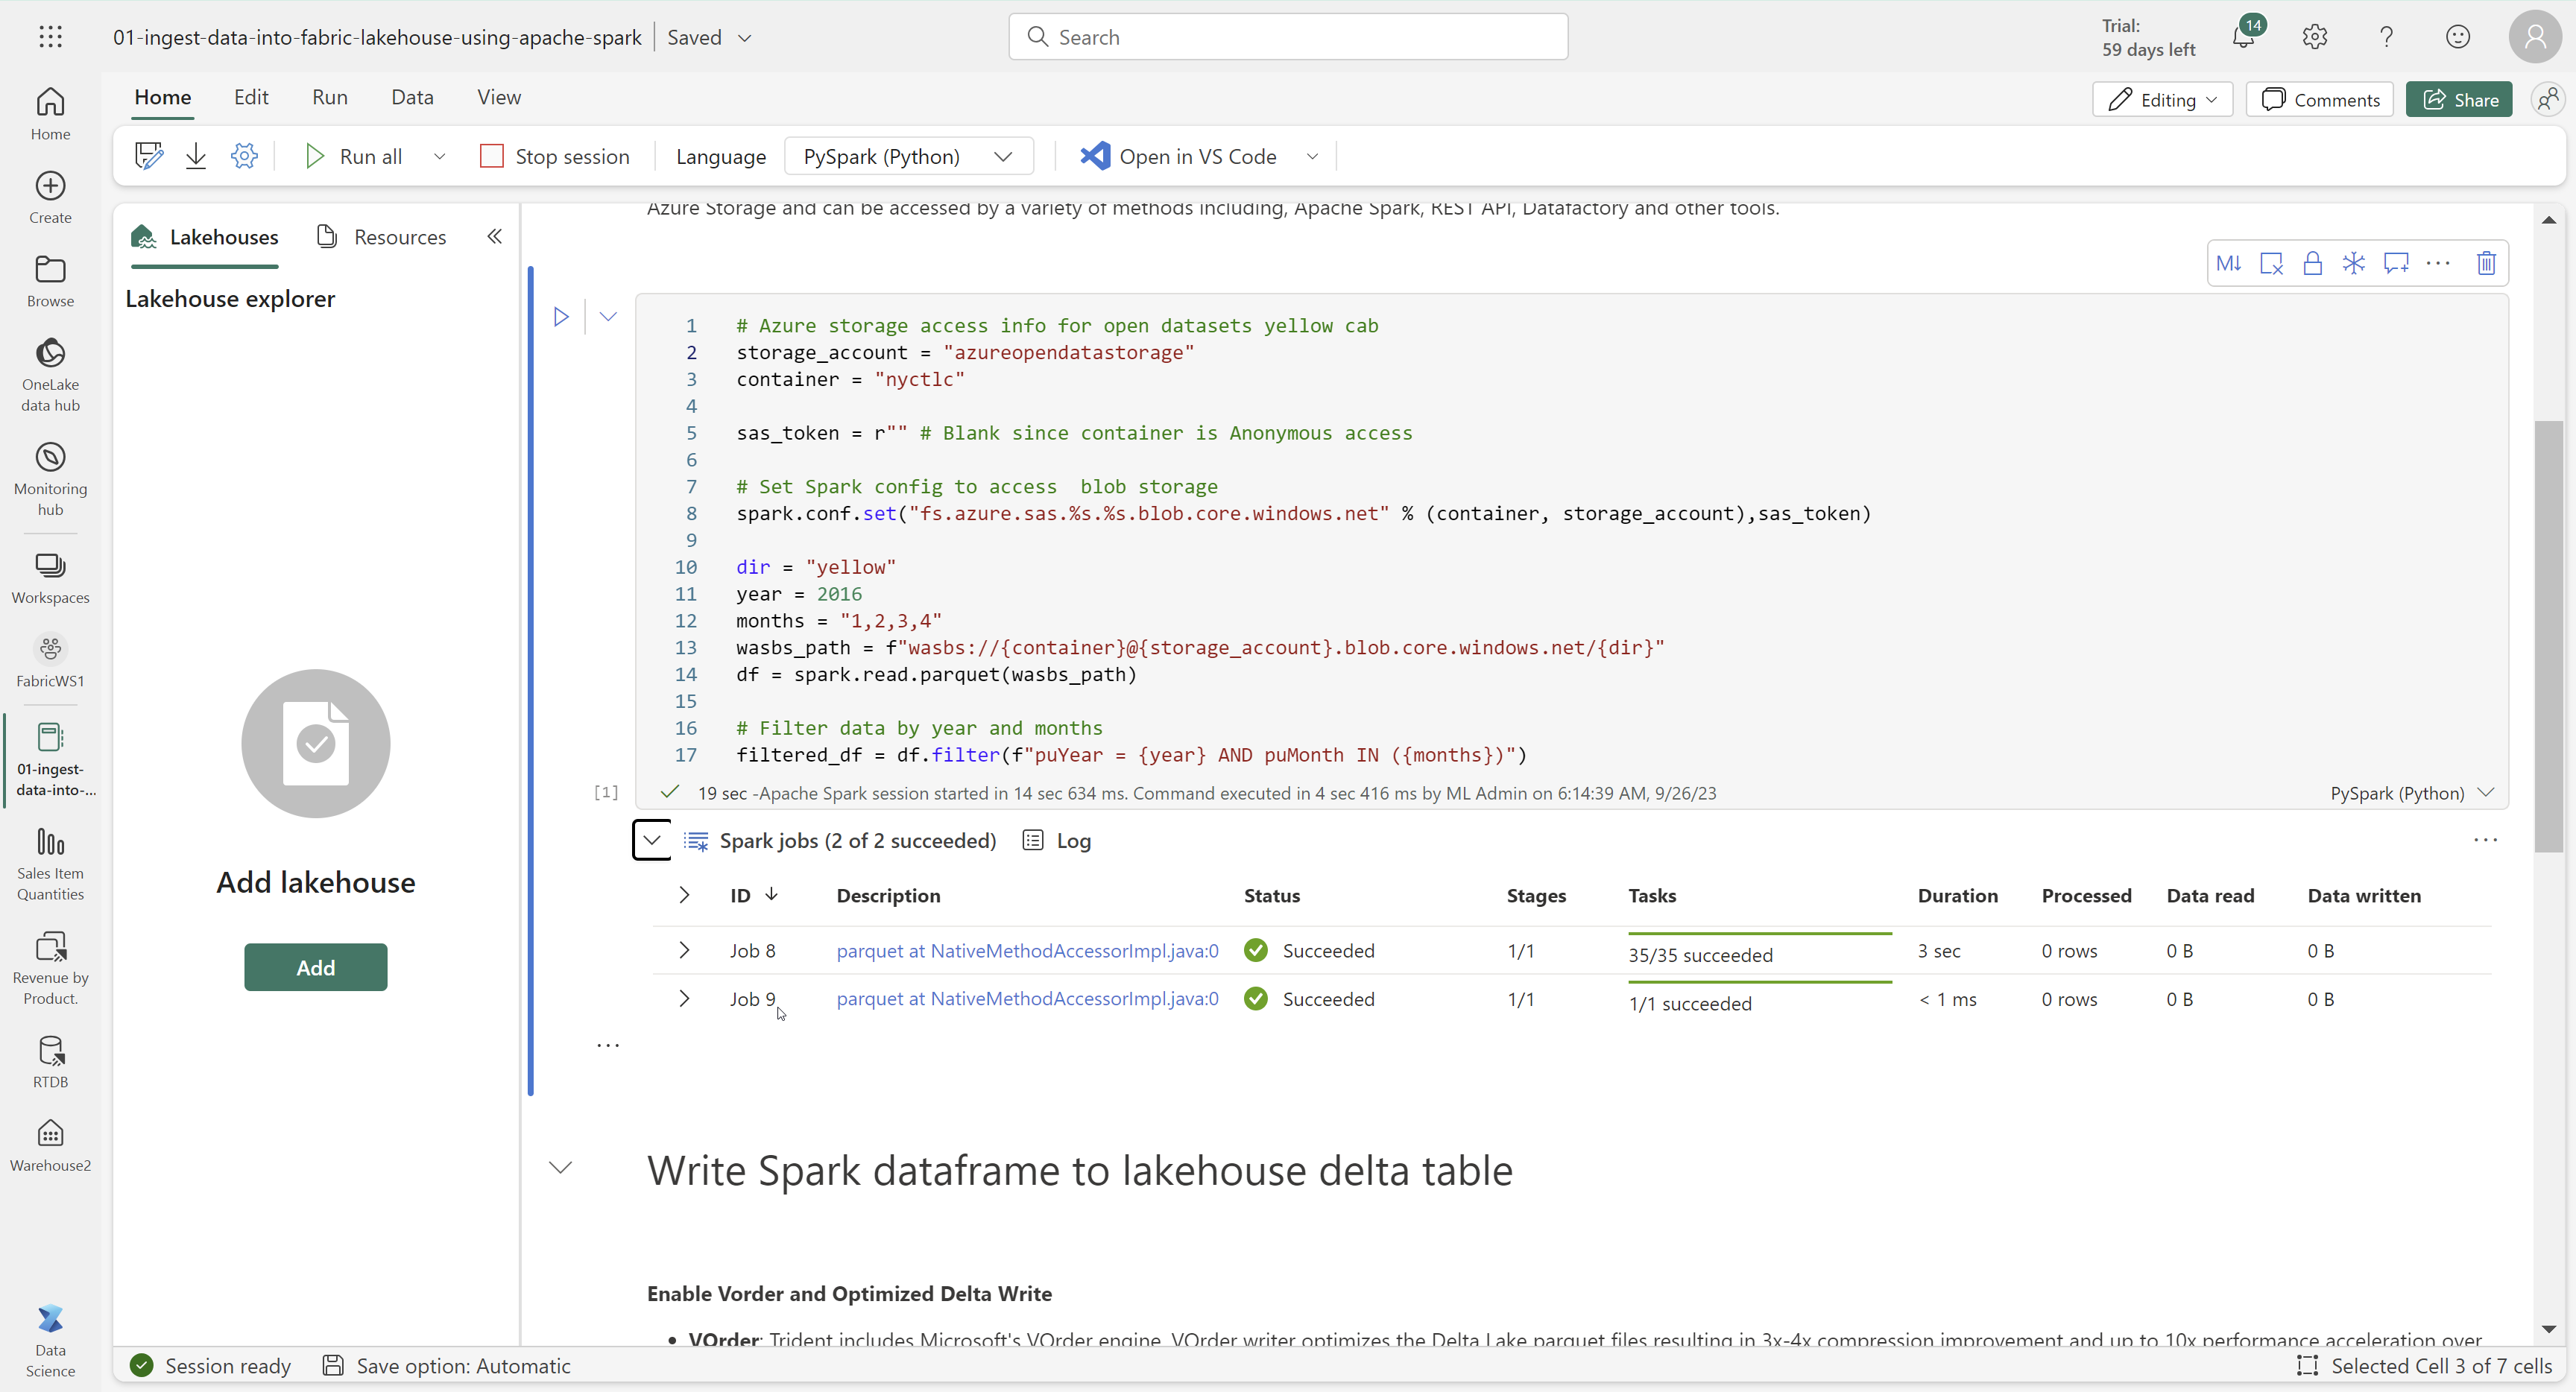 01-ingest-data-into-fabric-lakehouse-using-apache-spark
Saved
Search
Trial:
59 days left
14
Home
Edit
Run
Data
View
Editing
Comments
Share
Run all
Stop session
Language
PySpark (Python)
Open in VS Code
Home
Create
Browse
OneLake
data hub
Monitoring
hub
Workspaces
FabricWS1
01-ingest-
data-into-...
Sales Item
Quantities
Revenue by
Product.
RTDB
Warehouse2
Data
Science
Lakehouses
Resources
Lakehouse explorer
Add lakehouse
Add
Azure Storage and can be accessed by a variety of methods including, Apache Spark, REST API, Datafactory and other tools.
M↓
1 # Azure storage access info for open datasets yellow cab
2 storage_account = "azureopendatastorage"
3 container = "nyctlc"
4
5 sas_token = r"" # Blank since container is Anonymous access
6
7 # Set Spark config to access  blob storage
8 spark.conf.set("fs.azure.sas.%s.%s.blob.core.windows.net" % (container, storage_account),sas_token)
9
10 dir = "yellow"
11 year = 2016
12 months = "1,2,3,4"
13 wasbs_path = f"wasbs://{container}@{storage_account}.blob.core.windows.net/{dir}"
14 df = spark.read.parquet(wasbs_path)
15
16 # Filter data by year and months
17 filtered_df = df.filter(f"puYear = {year} AND puMonth IN ({months})")
[1]
19 sec -Apache Spark session started in 14 sec 634 ms. Command executed in 4 sec 416 ms by ML Admin on 6:14:39 AM, 9/26/23
PySpark (Python)
Spark jobs (2 of 2 succeeded)
Log
ID Description Status Stages Tasks Duration Processed Data read Data written
Job 8 parquet at NativeMethodAccessorImpl.java:0 Succeeded 1/1 35/35 succeeded 3 sec 0 rows 0 B 0 B
Job 9 parquet at NativeMethodAccessorImpl.java:0 Succeeded 1/1 1/1 succeeded < 1 ms 0 rows 0 B 0 B
Write Spark dataframe to lakehouse delta table
Enable Vorder and Optimized Delta Write
• VOrder: Trident includes Microsoft's VOrder engine. VOrder writer optimizes the Delta Lake parquet files resulting in 3x-4x compression improvement and up to 10x performance acceleration over
Session ready
Save option: Automatic
Selected Cell 3 of 7 cells